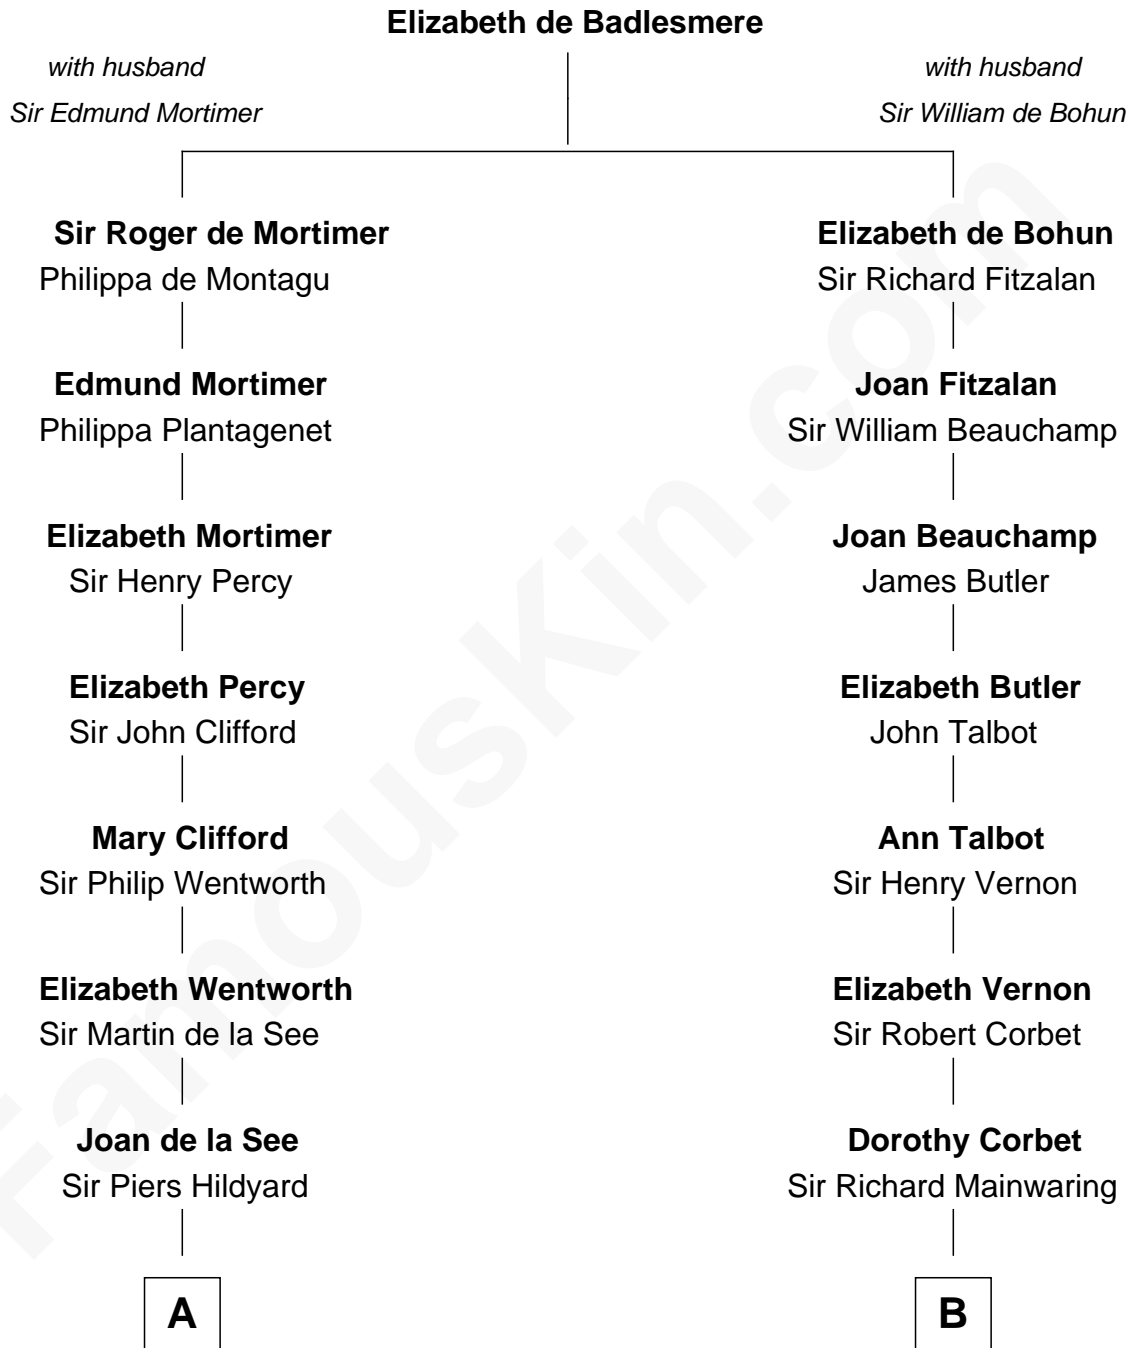 Elizabeth de Badlesmere
with husband
Sir Edmund Mortimer
with husband
Sir William de Bohun
Sir Roger de Mortimer
Philippa de Montagu
Elizabeth de Bohun
Sir Richard Fitzalan
Edmund Mortimer
Philippa Plantagenet
Joan Fitzalan
Sir William Beauchamp
Elizabeth Mortimer
Sir Henry Percy
Joan Beauchamp
James Butler
Elizabeth Percy
Sir John Clifford
Elizabeth Butler
John Talbot
Mary Clifford
Sir Philip Wentworth
Ann Talbot
Sir Henry Vernon
Elizabeth Wentworth
Sir Martin de la See
Elizabeth Vernon
Sir Robert Corbet
Joan de la See
Sir Piers Hildyard
Dorothy Corbet
Sir Richard Mainwaring
A
B
FamousKin.com